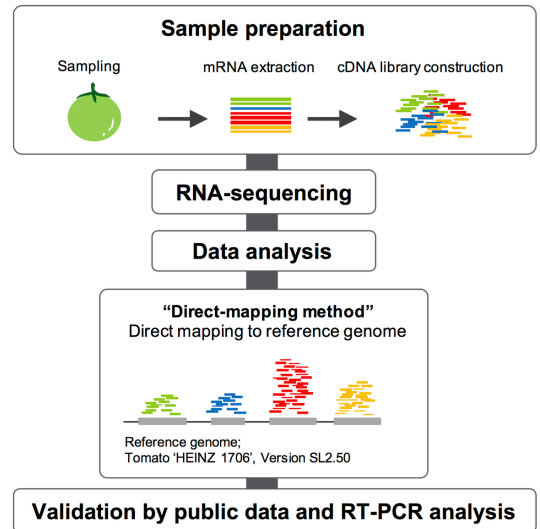 Sample preparation
Sampling
mRNA extraction
cDNA library construction
RNA-sequencing
Data analysis
“Direct-mapping method”
Direct mapping to reference genome
Reference genome;
Tomato ‘HEINZ 1706’, Version SL2.50
Validation by public data and RT-PCR analysis